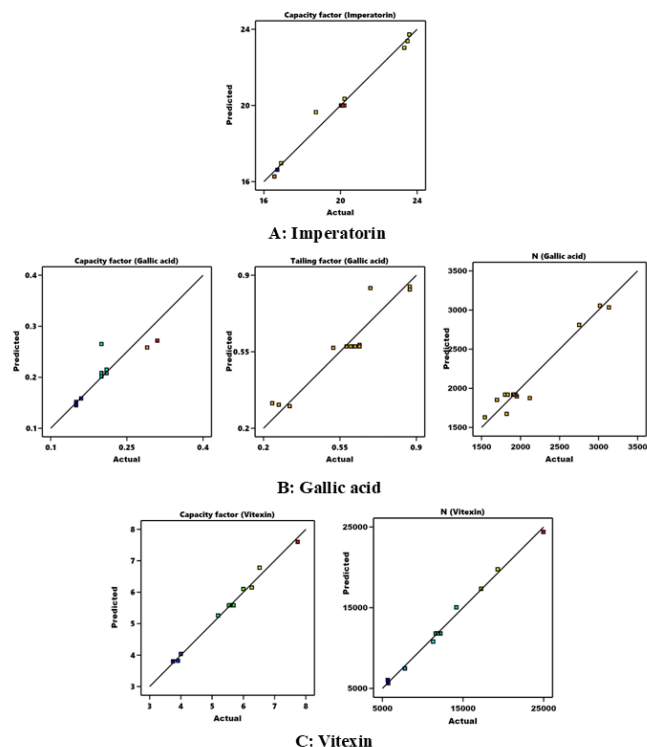 Capacity factor (Imperatorin)
24
20
16
Predicted
16 20 24
Actual
A: Imperatorin
Capacity factor (Gallic acid)
0.4
0.3
0.2
0.1
Predicted
0.1 0.25 0.4
Actual
Tailing factor (Gallic acid)
0.9
0.55
0.2
Predicted
0.2 0.55 0.9
Actual
N (Gallic acid)
3500
3000
2500
2000
1500
Predicted
1500 2000 2500 3000 3500
Actual
B: Gallic acid
Capacity factor (Vitexin)
8
7
6
5
4
3
Predicted
3 4 5 6 7 8
Actual
N (Vitexin)
25000
15000
5000
Predicted
5000 15000 25000
Actual
C: Vitexin